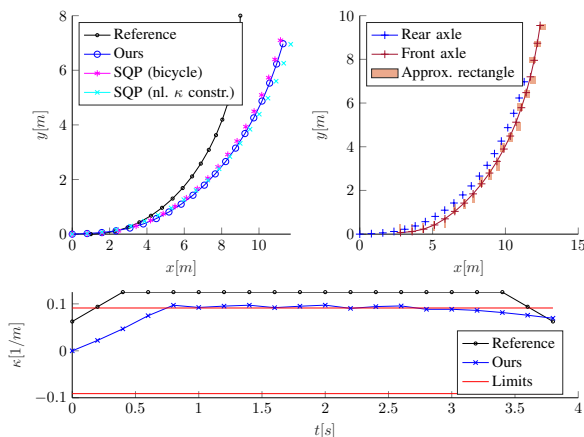 8
6
4
2
0
0 2 4 6 8 10
x[m]
y[m]
Reference
Ours
SQP (bicycle)
SQP (nl. κ constr.)
10
8
6
4
2
0
0 5 10 15
x[m]
y[m]
Rear axle
Front axle
Approx. rectangle
0.1
0
−0.1
0 0.5 1 1.5 2 2.5 3 3.5 4
t[s]
κ[1/m]
Reference
Ours
Limits